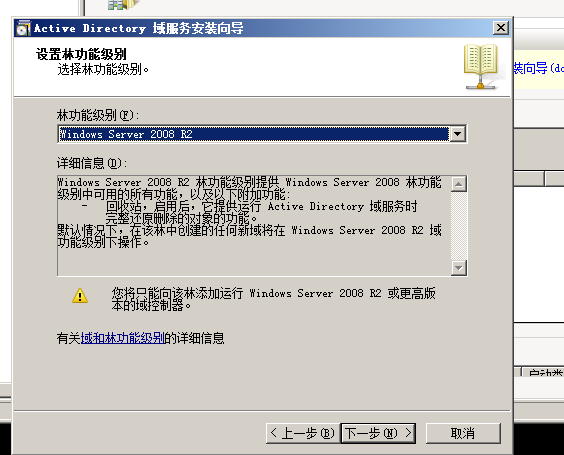 Active Directory 域服务安装向导
设置林功能级别
选择林功能级别。
装向导(dc
林功能级别(F):
Windows Server 2008 R2
详细信息(D):
Windows Server 2008 R2 林功能级别提供 Windows Server 2008 林功能
级别中可用的所有功能，以及以下附加功能:
- 回收站，启用后，它提供运行 Active Directory 域服务时
完整还原删除的对象的功能。
默认情况下，在该林中创建的任何新域将在 Windows Server 2008 R2 域
功能级别下操作。
您将只能向该林添加运行 Windows Server 2008 R2 或更高版
本的域控制器。
有关域和林功能级别的详细信息
启动类
< 上一步(B)
下一步(N) >
取消